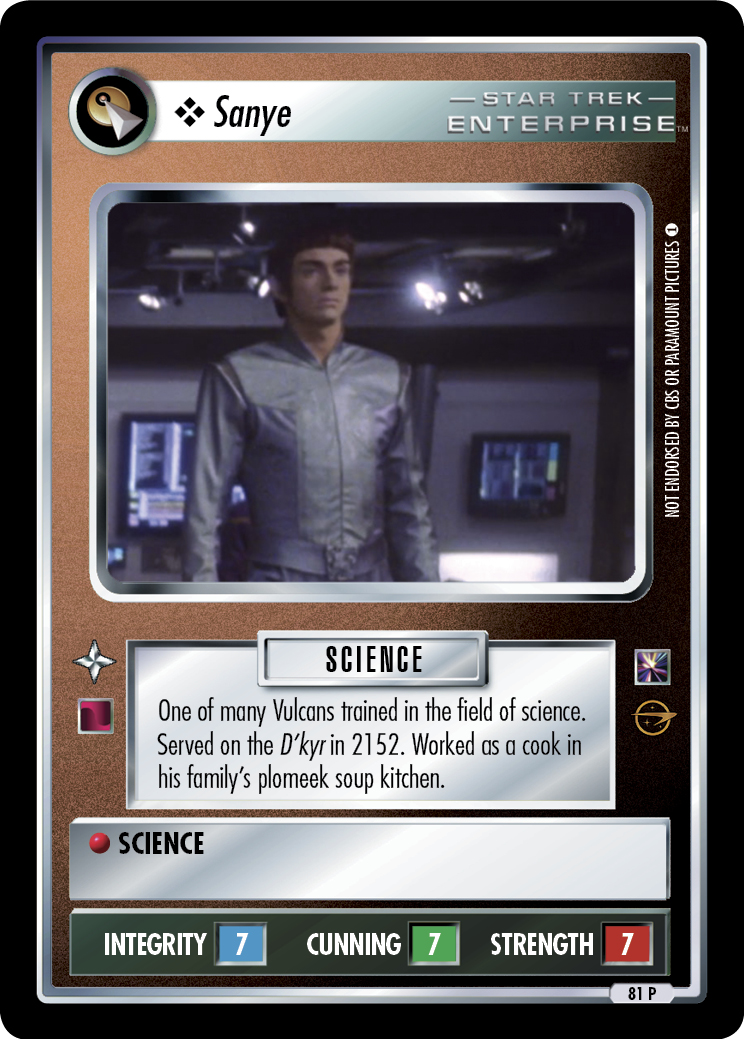 ❖ Sanye
STAR TREK
ENTERPRISE™
NOT ENDORSED BY CBS OR PARAMOUNT PICTURES 1
SCIENCE
One of many Vulcans trained in the field of science.
Served on the D'kyr in 2152. Worked as a cook in
his family's plomeek soup kitchen.
SCIENCE
INTEGRITY 7 CUNNING 7 STRENGTH 7
81 P